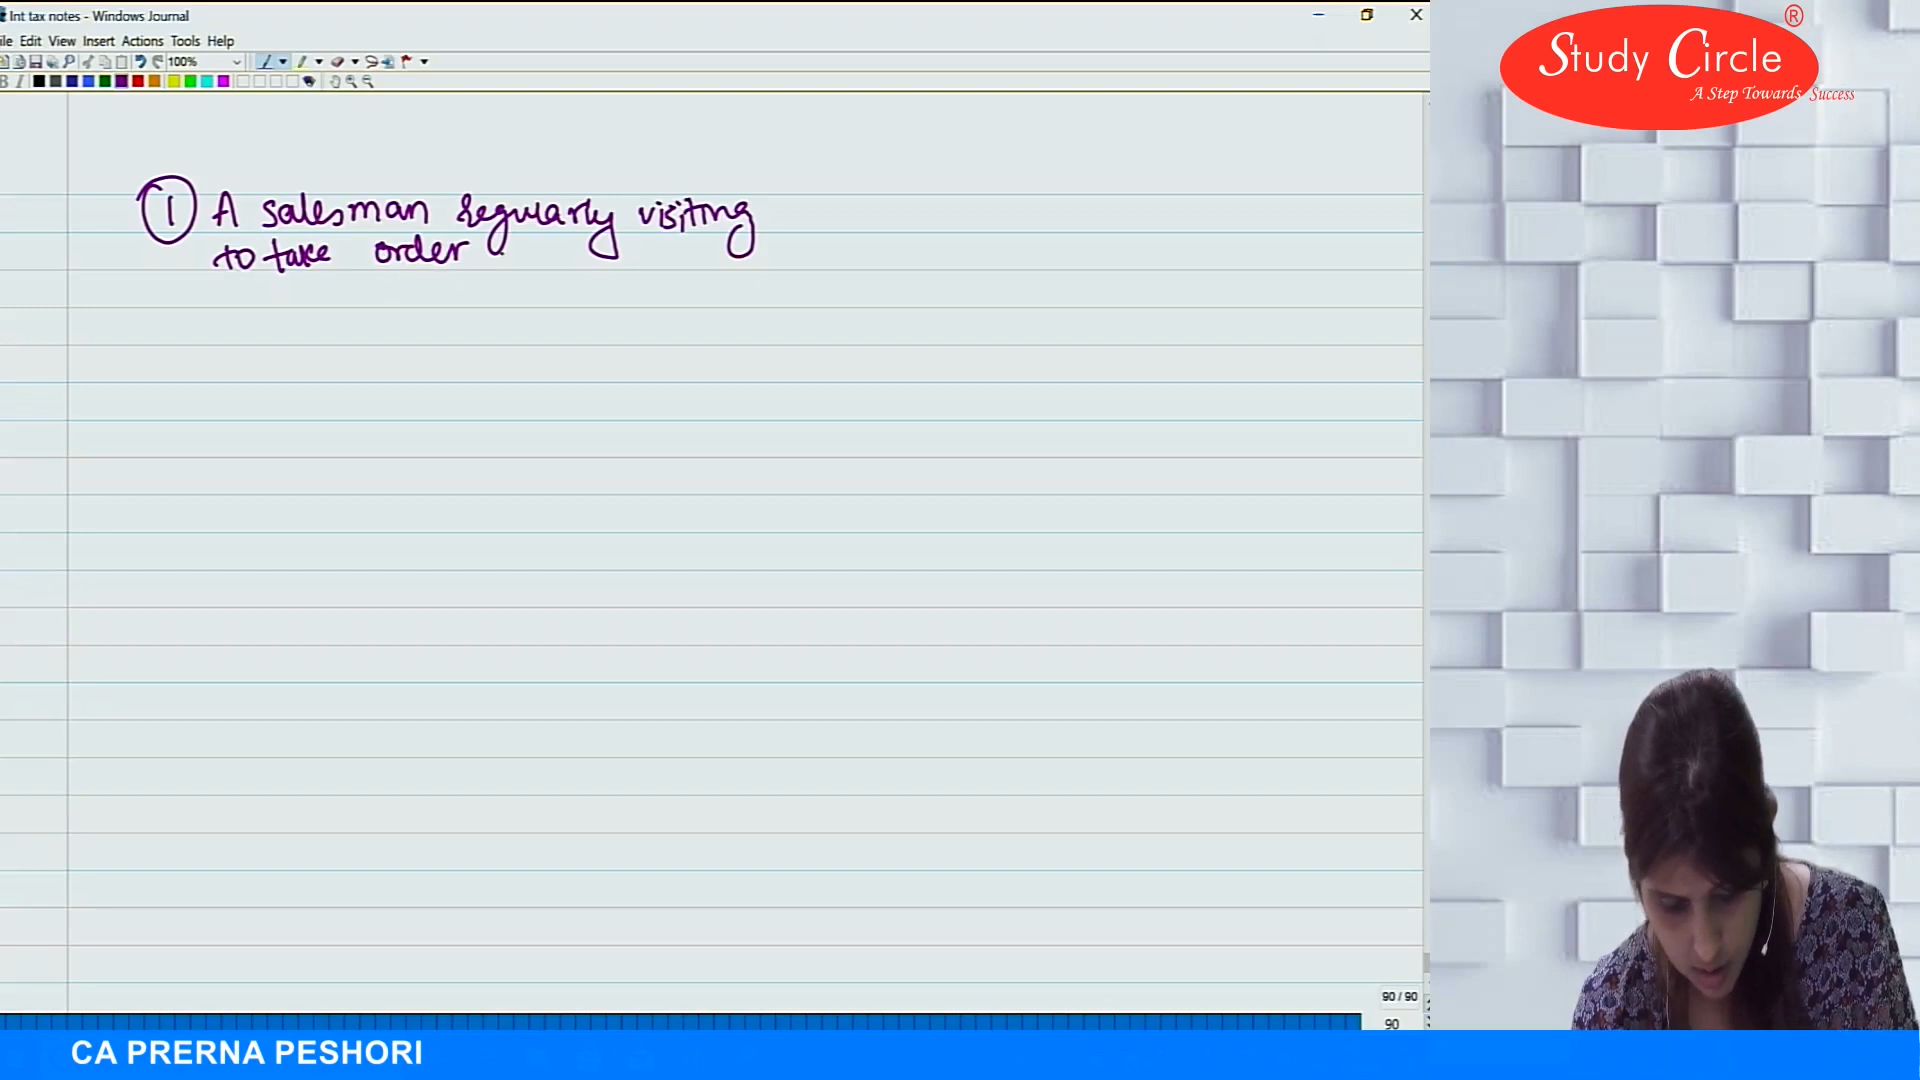 Int tax notes - Windows Journal
ile Edit View Insert Actions Tools Help
100%
B I
① A salesman regularly visiting
to take order
90 / 90
90
Study Circle ®
A Step Towards Success
CA PRERNA PESHORI